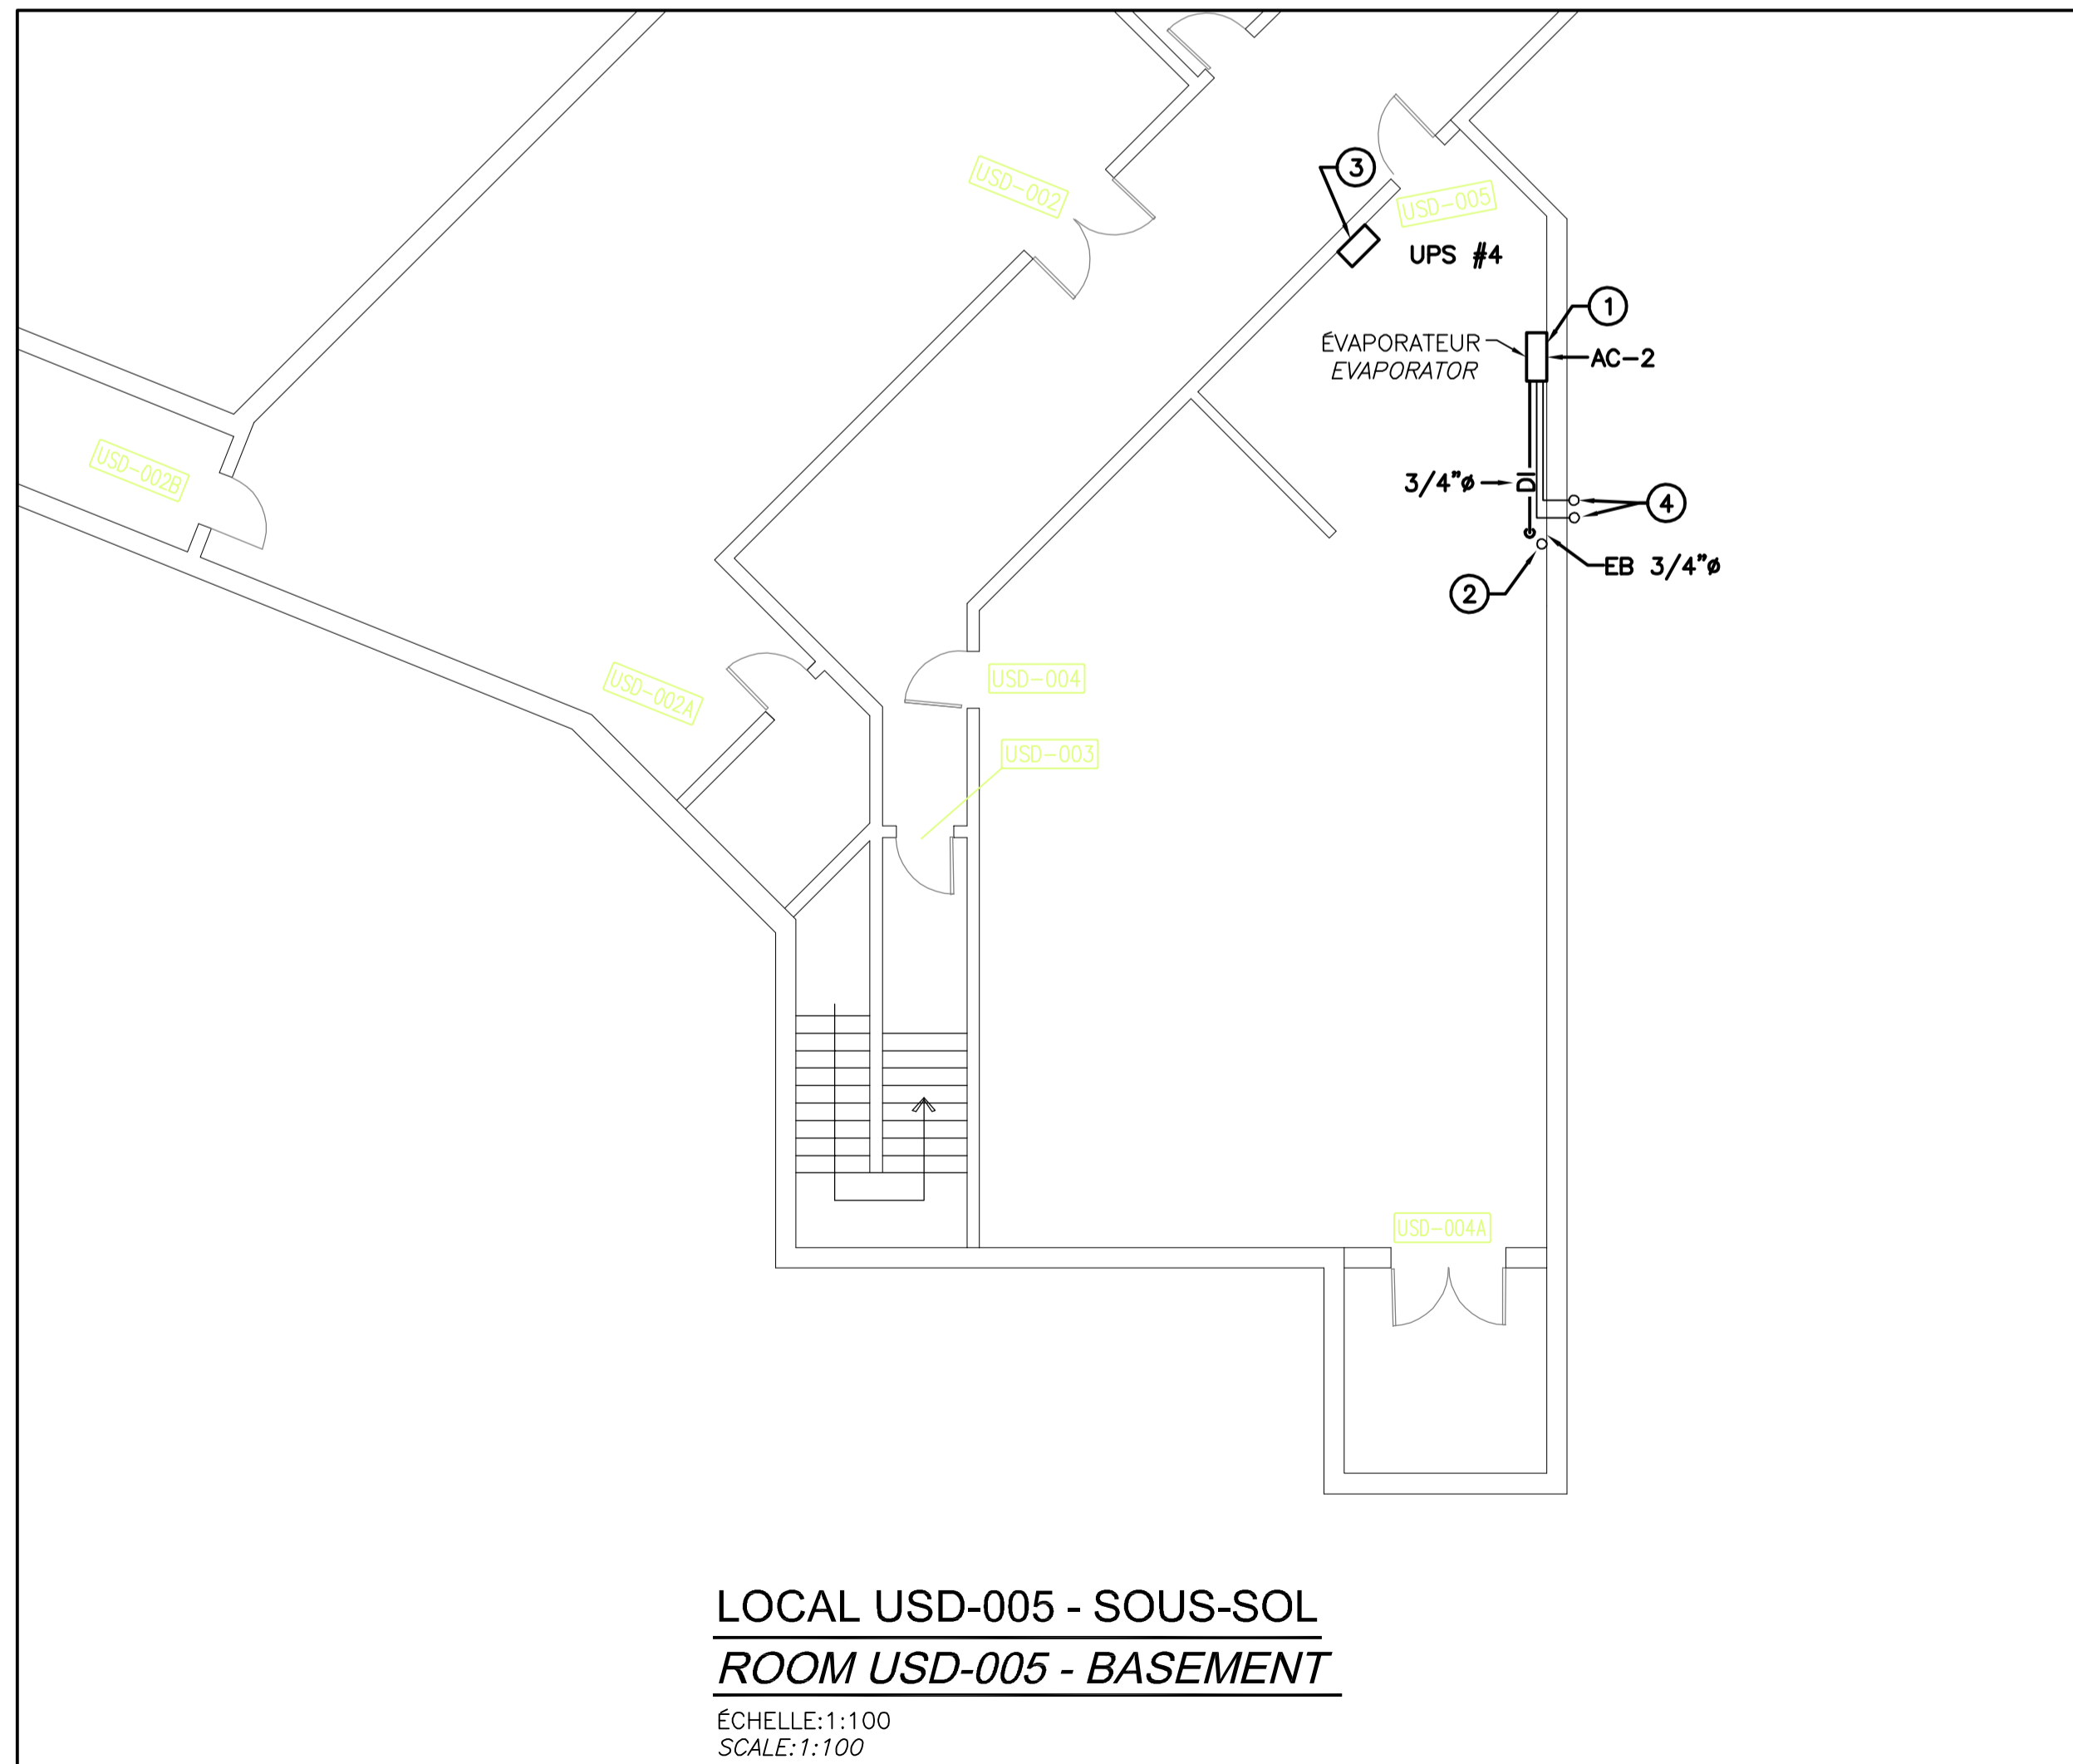 3
USD-002
USD-005
UPS #4
1
ÉVAPORATEUR
EVAPORATOR
AC-2
USD-002B
3/4"ø
DI
4
EB 3/4"ø
2
USD-002A
USD-004
USD-003
USD-004A
LOCAL USD-005 - SOUS-SOL
ROOM USD-005 - BASEMENT
ÉCHELLE:1:100
SCALE:1:100